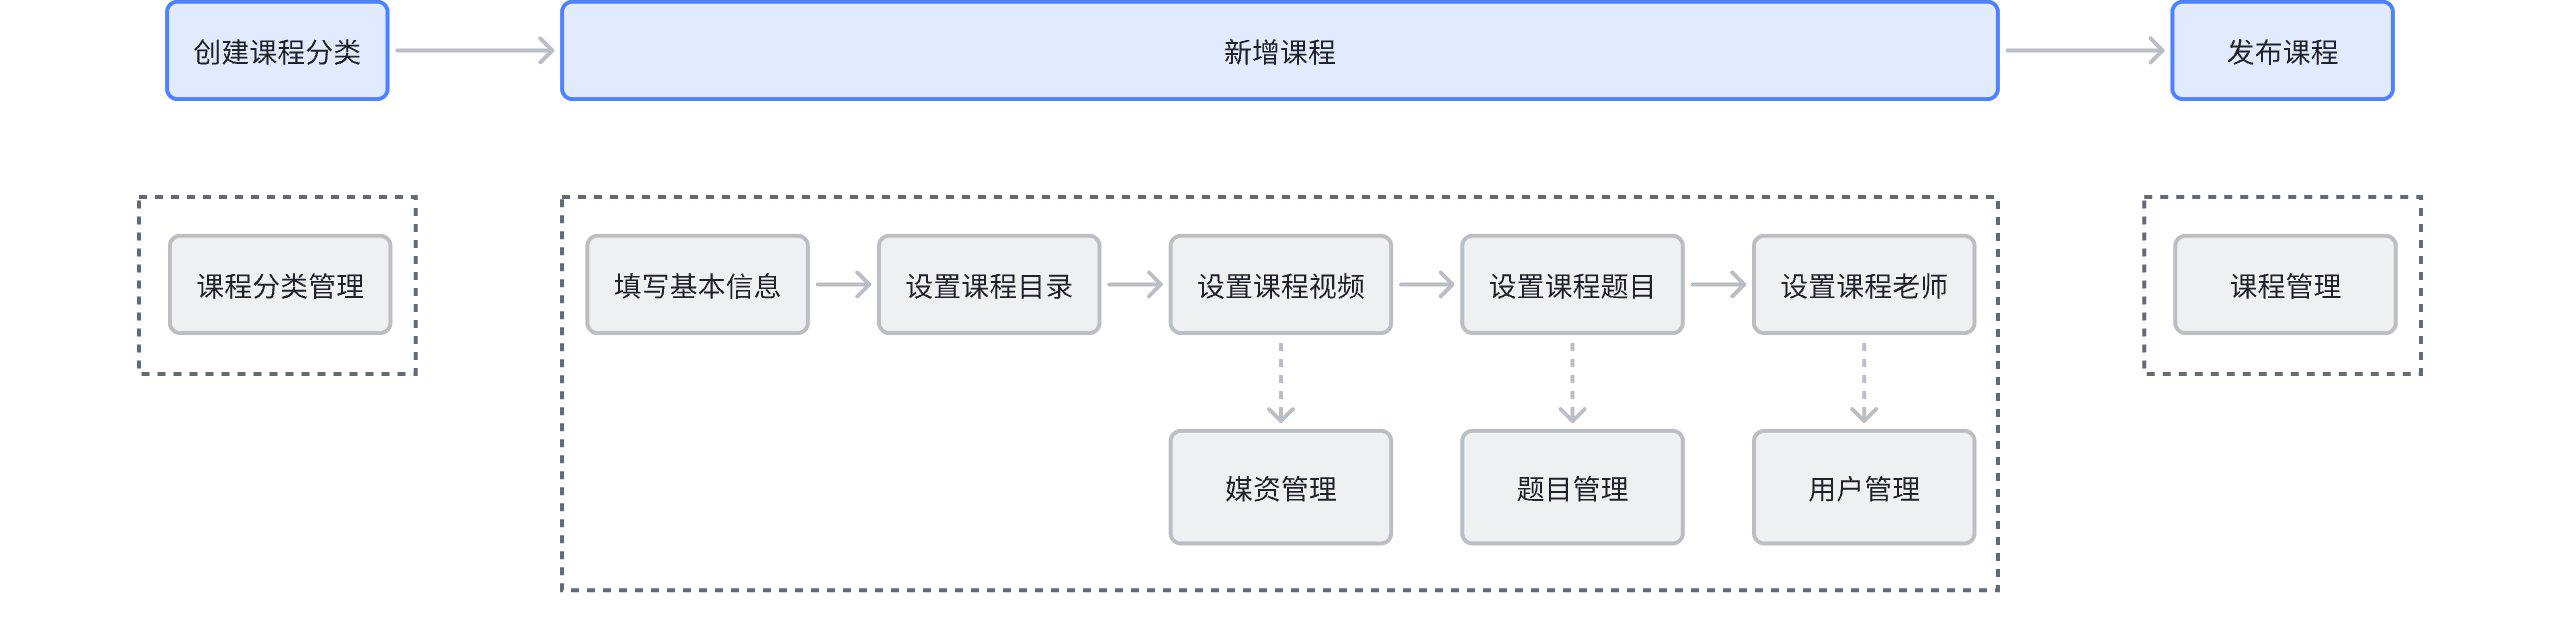 创建课程分类
新增课程
发布课程
课程分类管理
填写基本信息
设置课程目录
设置课程视频
设置课程题目
设置课程老师
课程管理
媒资管理
题目管理
用户管理